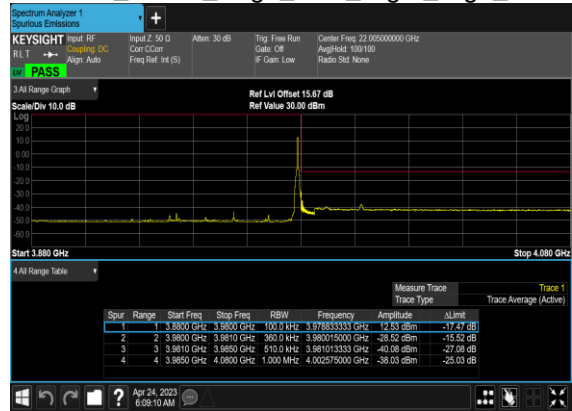 Spectrum Analyzer 1
Spurious Emissions
KEYSIGHT
RLT
LW PASS
Input: RF
Coupling: DC
Align: Auto
Input Z: 50 Ω
Corr CCorr
Freq Ref: Int (S)
Atten: 30 dB
Trig: Free Run
Gate: Off
IF Gain: Low
Center Freq: 22.005000000 GHz
Avg|Hold: 100/100
Radio Std: None
3 All Range Graph
Ref Lvl Offset 15.67 dB
Scale/Div 10.0 dB
Ref Value 30.00 dBm
Log
20.0
10.0
0.00
-10.0
-20.0
-30.0
-40.0
-50.0
-60.0
Start 3.880 GHz Stop 4.080 GHz
4 All Range Table
Measure Trace Trace 1
Trace Type Trace Average (Active)
Spur Range Start Freq Stop Freq RBW Frequency Amplitude ΔLimit
1 1 3.8800 GHz 3.9800 GHz 100.0 kHz 3.978833333 GHz 12.53 dBm -17.47 dB
2 2 3.9800 GHz 3.9810 GHz 360.0 kHz 3.980015000 GHz -28.52 dBm -15.52 dB
3 3 3.9810 GHz 3.9850 GHz 510.0 kHz 3.981013333 GHz -40.08 dBm -27.08 dB
4 4 3.9850 GHz 4.0800 GHz 1.000 MHz 4.002575000 GHz -38.03 dBm -25.03 dB
Apr 24, 2023
6:09:10 AM